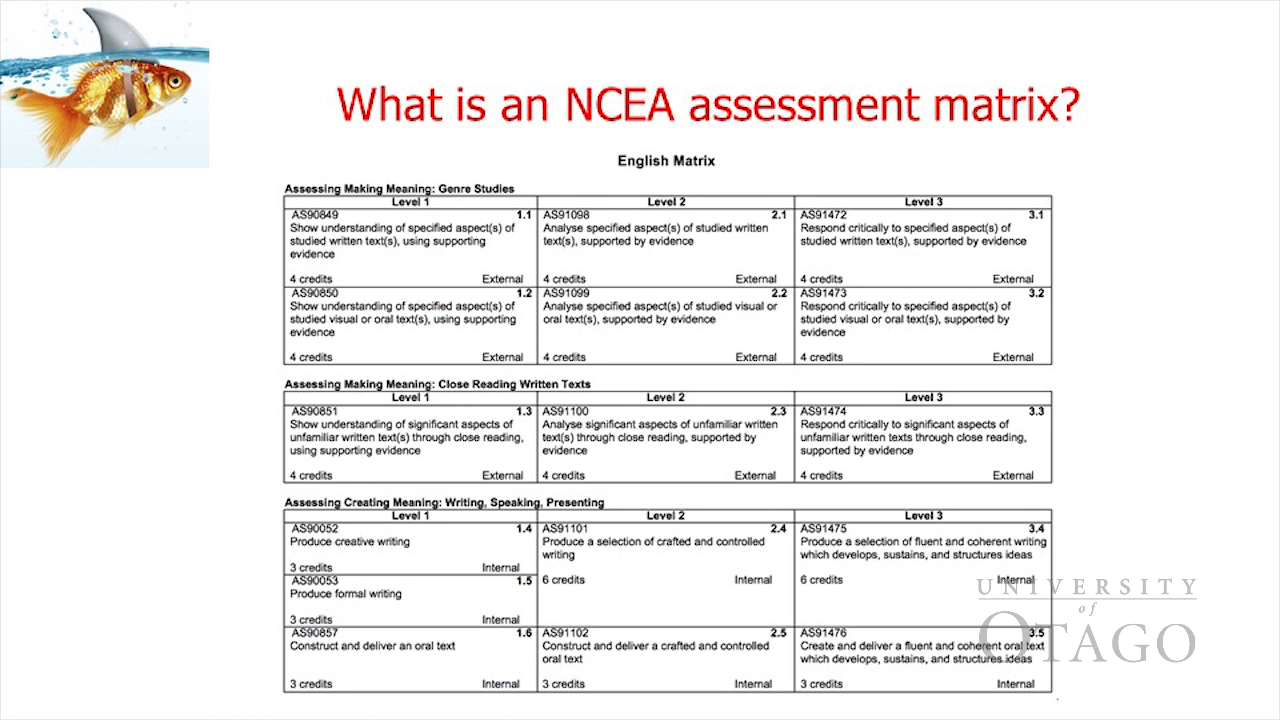 What is an NCEA assessment matrix?
English Matrix
Assessing Making Meaning: Genre Studies
Level 1 Level 2 Level 3
AS90849 1.1
Show understanding of specified aspect(s) of
studied written text(s), using supporting
evidence
4 credits External
AS91098 2.1
Analyse specified aspect(s) of studied written
text(s), supported by evidence
4 credits External
AS91472 3.1
Respond critically to specified aspect(s) of
studied written text(s), supported by evidence
4 credits External
AS90850 1.2
Show understanding of specified aspect(s) of
studied visual or oral text(s), using supporting
evidence
4 credits External
AS91099 2.2
Analyse specified aspect(s) of studied visual or
oral text(s), supported by evidence
4 credits External
AS91473 3.2
Respond critically to specified aspect(s) of
studied visual or oral text(s), supported by
evidence
4 credits External
Assessing Making Meaning: Close Reading Written Texts
Level 1 Level 2 Level 3
AS90851 1.3
Show understanding of significant aspects of
unfamiliar written text(s) through close reading,
using supporting evidence
4 credits External
AS91100 2.3
Analyse significant aspects of unfamiliar written
text(s) through close reading, supported by
evidence
4 credits External
AS91474 3.3
Respond critically to significant aspects of
unfamiliar written texts through close reading,
supported by evidence
4 credits External
Assessing Creating Meaning: Writing, Speaking, Presenting
Level 1 Level 2 Level 3
AS90052 1.4
Produce creative writing
3 credits Internal
AS91101 2.4
Produce a selection of crafted and controlled
writing
6 credits Internal
AS91475 3.4
Produce a selection of fluent and coherent writing
which develops, sustains, and structures ideas
6 credits Internal
AS90053 1.5
Produce formal writing
3 credits Internal
AS90857 1.6
Construct and deliver an oral text
3 credits Internal
AS91102 2.5
Construct and deliver a crafted and controlled
oral text
3 credits Internal
AS91476 3.5
Create and deliver a fluent and coherent oral text
which develops, sustains, and structures ideas
3 credits Internal
UNIVERSITY
of
OTAGO